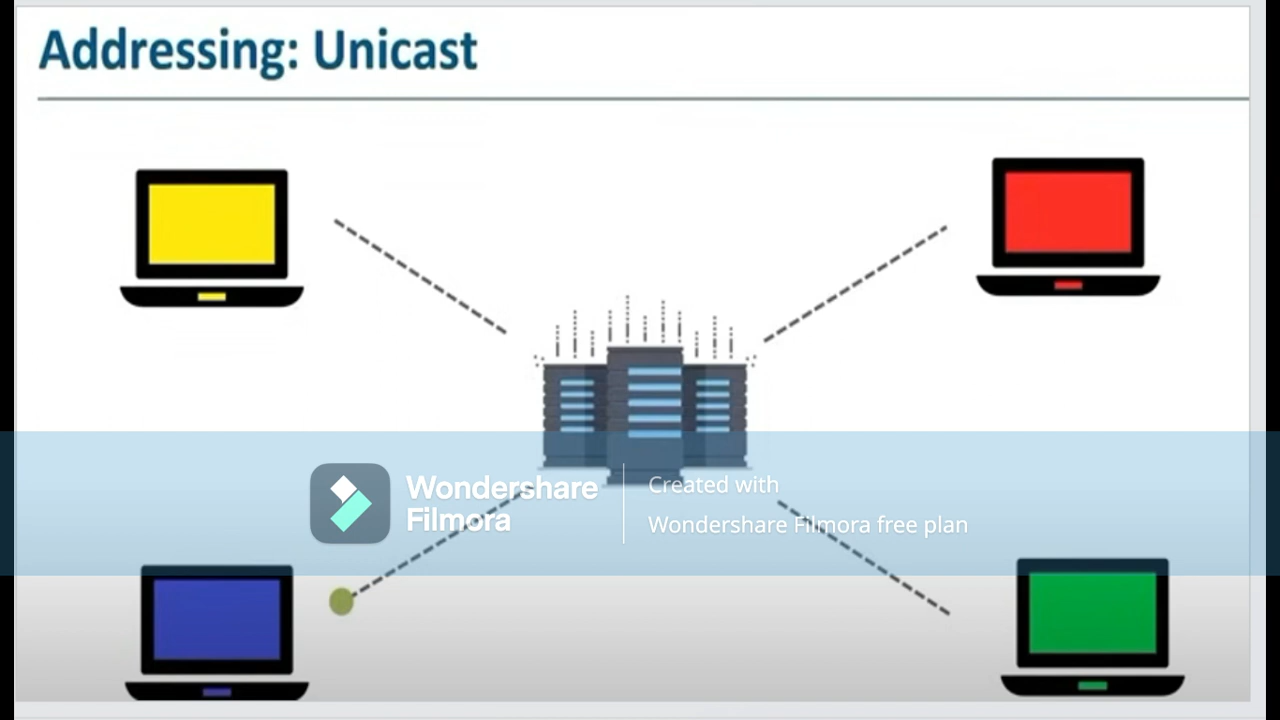 Addressing: Unicast
Wondershare
Filmora
Created with
Wondershare Filmora free plan